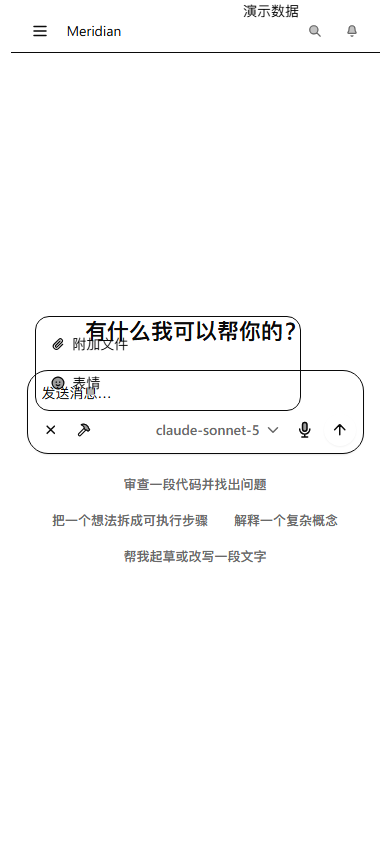 演示数据
Meridian
有什么我可以帮你的？
附加文件
表情
发送消息...
claude-sonnet-5
审查一段代码并找出问题
把一个想法拆成可执行步骤
解释一个复杂概念
帮我起草或改写一段文字